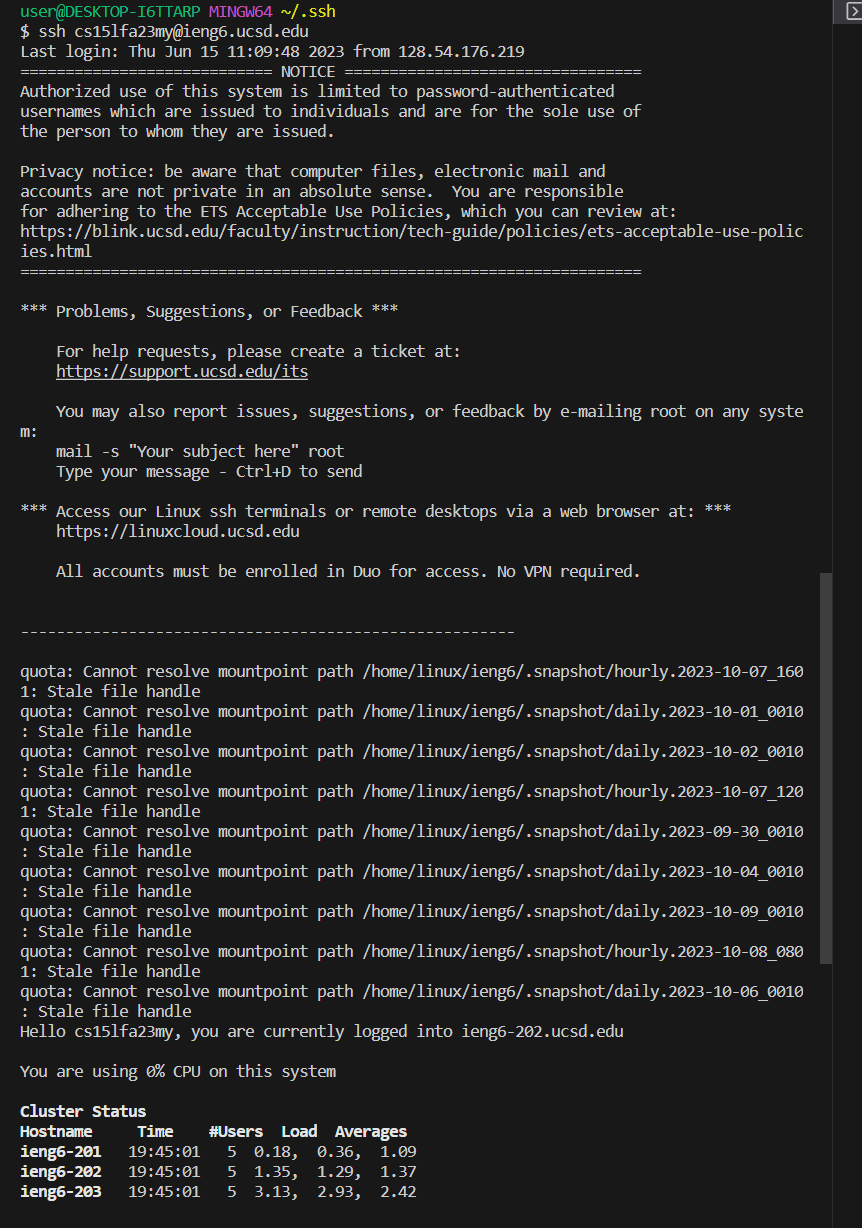 user@DESKTOP-I6TTARP MINGW64 ~/.ssh
$ ssh cs15lfa23my@ieng6.ucsd.edu
Last login: Thu Jun 15 11:09:48 2023 from 128.54.176.219
============================ NOTICE =================================
Authorized use of this system is limited to password-authenticated
usernames which are issued to individuals and are for the sole use of
the person to whom they are issued.

Privacy notice: be aware that computer files, electronic mail and
accounts are not private in an absolute sense.  You are responsible
for adhering to the ETS Acceptable Use Policies, which you can review at:
https://blink.ucsd.edu/faculty/instruction/tech-guide/policies/ets-acceptable-use-polic
ies.html
=====================================================================

*** Problems, Suggestions, or Feedback ***

    For help requests, please create a ticket at:
    https://support.ucsd.edu/its

    You may also report issues, suggestions, or feedback by e-mailing root on any syste
m:
    mail -s "Your subject here" root
    Type your message - Ctrl+D to send

*** Access our Linux ssh terminals or remote desktops via a web browser at: ***
    https://linuxcloud.ucsd.edu

    All accounts must be enrolled in Duo for access. No VPN required.

-------------------------------------------------------

quota: Cannot resolve mountpoint path /home/linux/ieng6/.snapshot/hourly.2023-10-07_160
1: Stale file handle
quota: Cannot resolve mountpoint path /home/linux/ieng6/.snapshot/daily.2023-10-01_0010
: Stale file handle
quota: Cannot resolve mountpoint path /home/linux/ieng6/.snapshot/daily.2023-10-02_0010
: Stale file handle
quota: Cannot resolve mountpoint path /home/linux/ieng6/.snapshot/hourly.2023-10-07_120
1: Stale file handle
quota: Cannot resolve mountpoint path /home/linux/ieng6/.snapshot/daily.2023-09-30_0010
: Stale file handle
quota: Cannot resolve mountpoint path /home/linux/ieng6/.snapshot/daily.2023-10-04_0010
: Stale file handle
quota: Cannot resolve mountpoint path /home/linux/ieng6/.snapshot/daily.2023-10-09_0010
: Stale file handle
quota: Cannot resolve mountpoint path /home/linux/ieng6/.snapshot/hourly.2023-10-08_080
1: Stale file handle
quota: Cannot resolve mountpoint path /home/linux/ieng6/.snapshot/daily.2023-10-06_0010
: Stale file handle
Hello cs15lfa23my, you are currently logged into ieng6-202.ucsd.edu

You are using 0% CPU on this system

Cluster Status
Hostname     Time    #Users  Load  Averages
ieng6-201   19:45:01   5  0.18,  0.36,  1.09
ieng6-202   19:45:01   5  1.35,  1.29,  1.37
ieng6-203   19:45:01   5  3.13,  2.93,  2.42